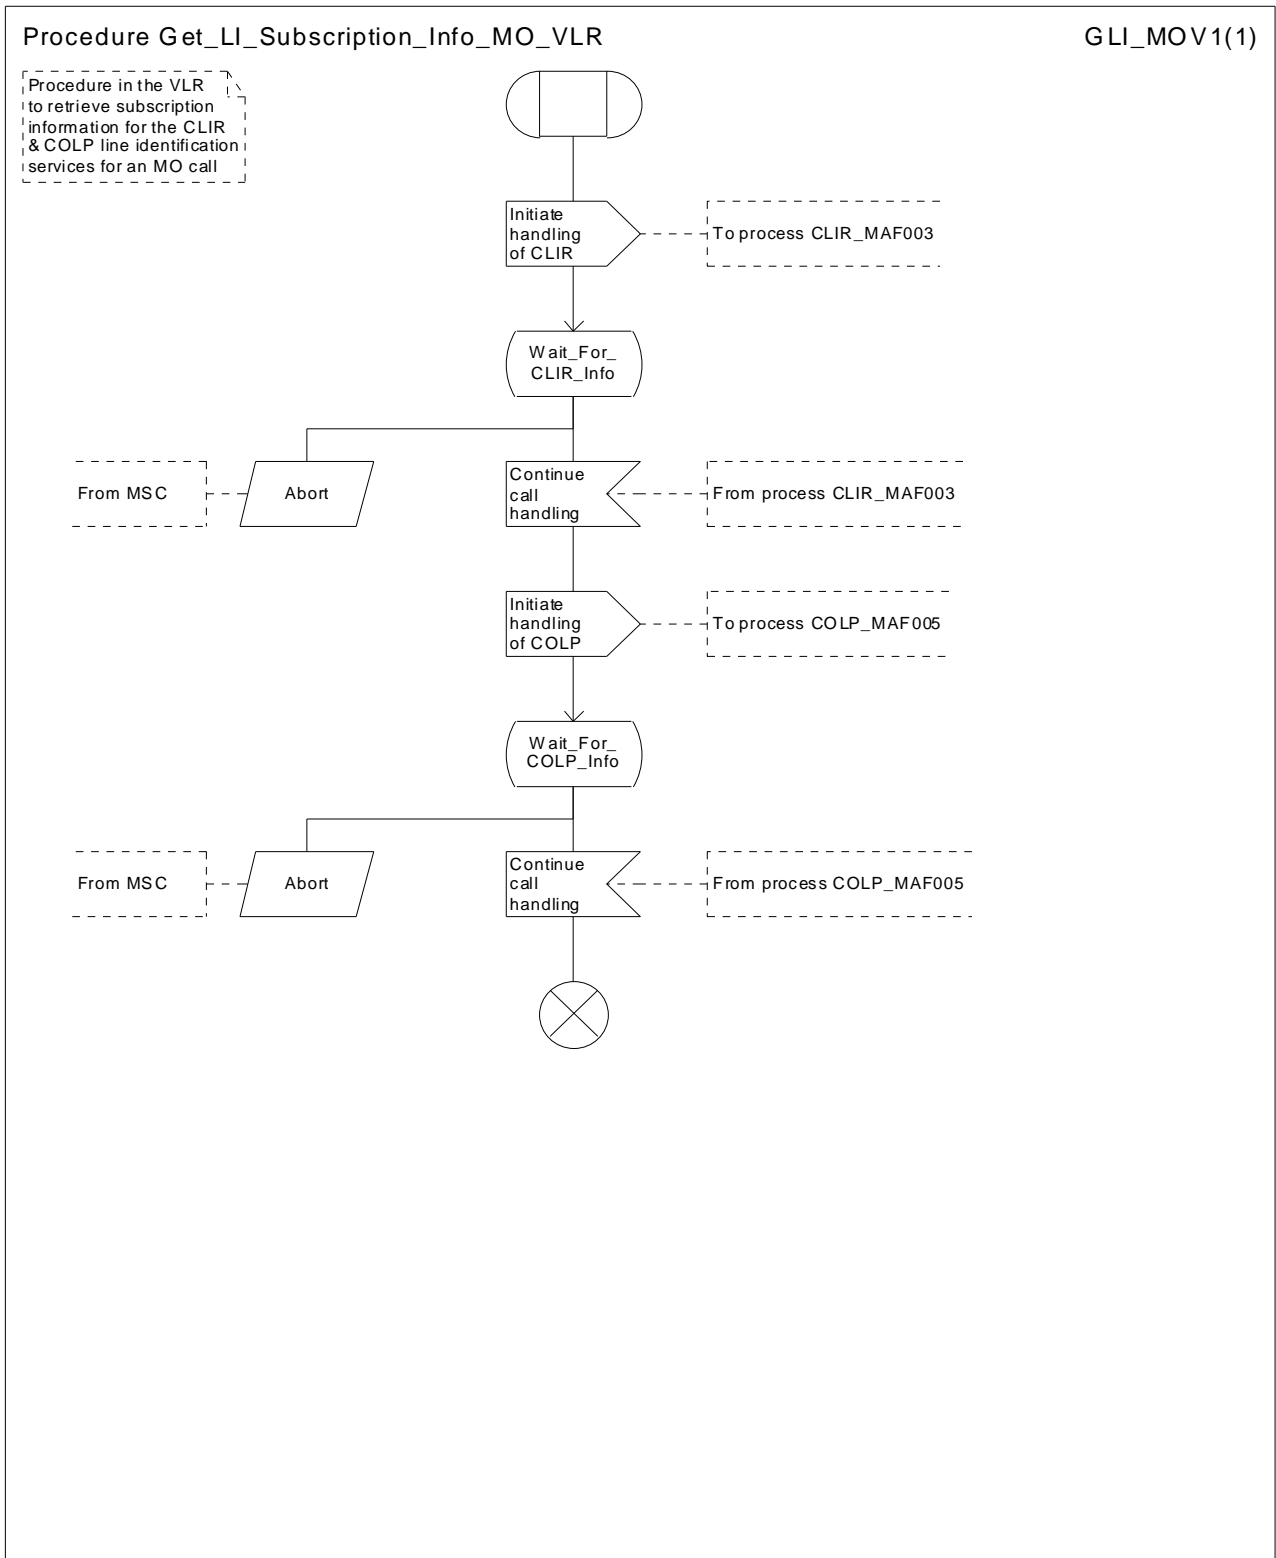 Procedure Get_LI_Subscription_Info_MO_VLR
GLI_MOV1(1)
Procedure in the VLR
to retrieve subscription
information for the CLIR
& COLP line identification
services for an MO call
Initiate
handling
of CLIR
To process CLIR_MAF003
Wait_For_
CLIR_Info
From MSC
Abort
Continue
call
handling
From process CLIR_MAF003
Initiate
handling
of COLP
To process COLP_MAF005
Wait_For_
COLP_Info
From MSC
Abort
Continue
call
handling
From process COLP_MAF005